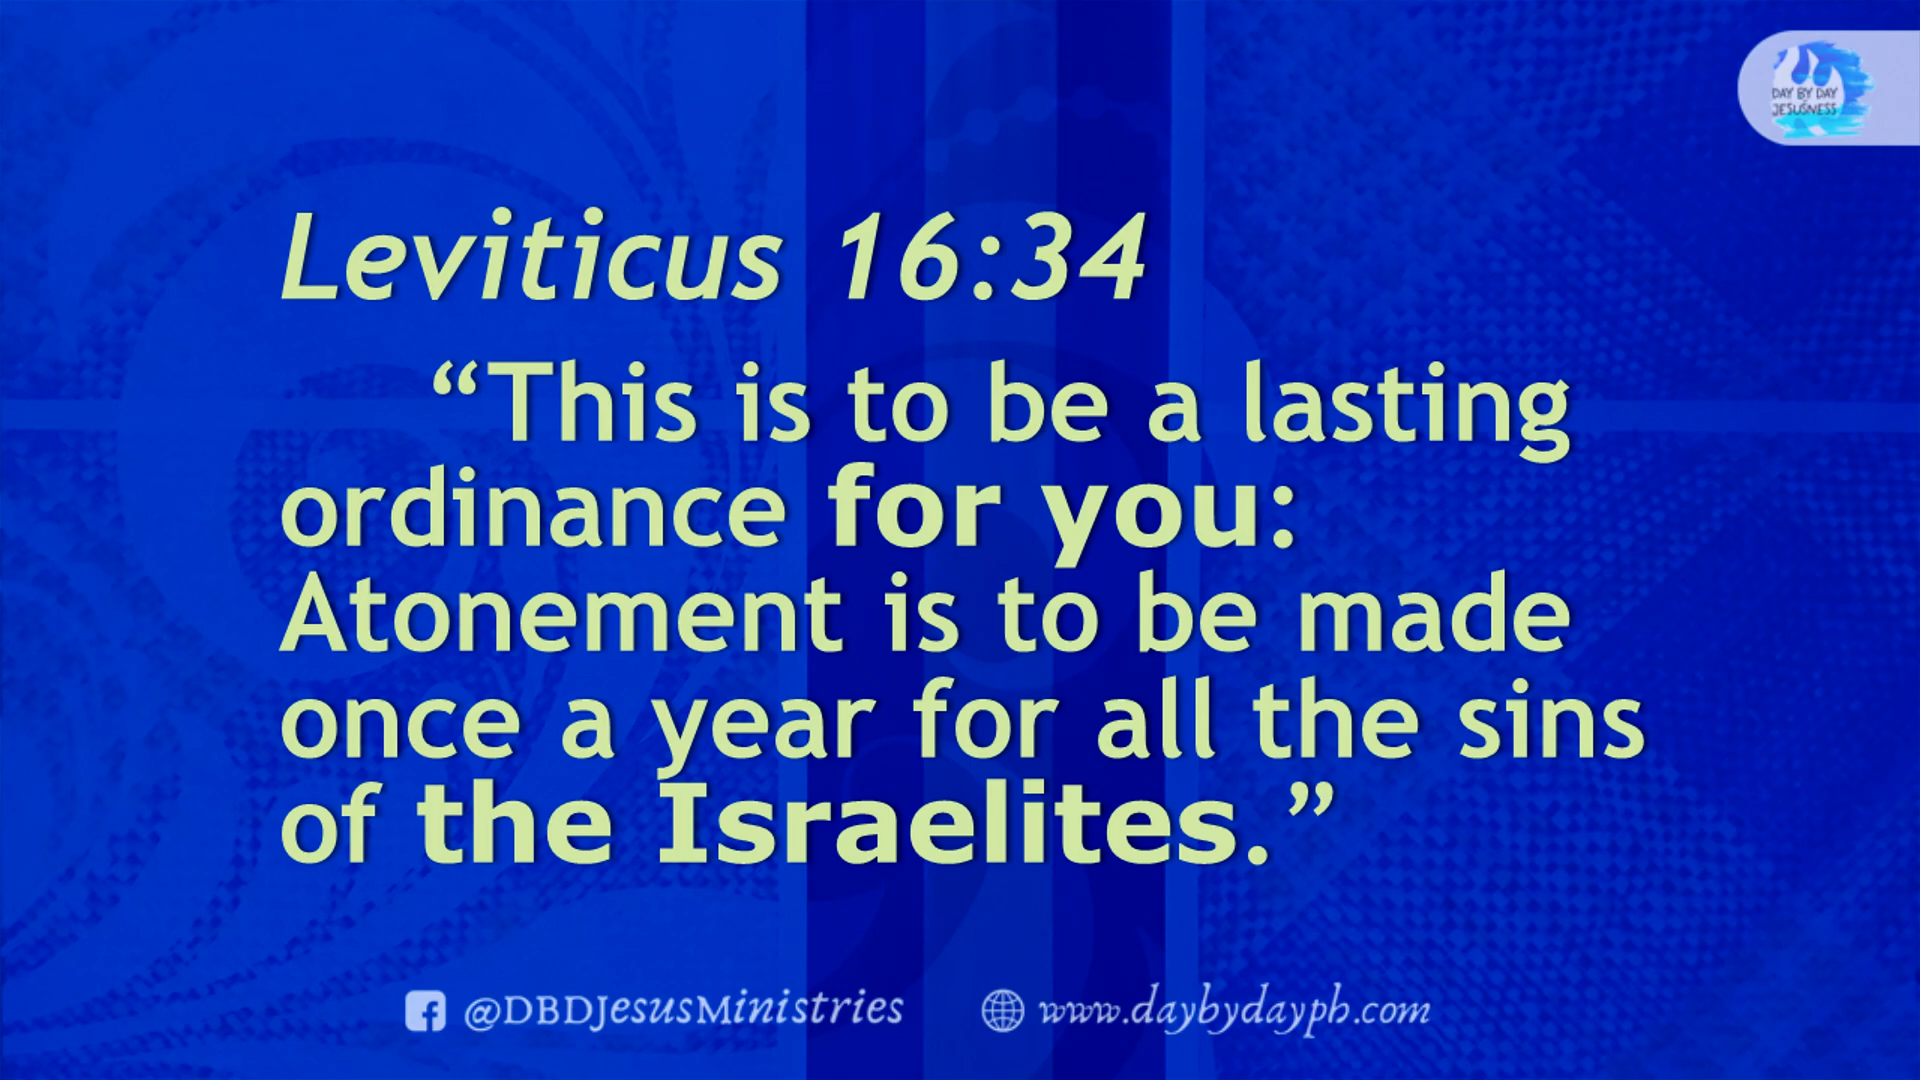 DAY BY DAY
JESUSNESS
Leviticus 16:34
“This is to be a lasting
ordinance for you:
Atonement is to be made
once a year for all the sins
of the Israelites.”
@DBDJesusMinistries
www.daybydayph.com